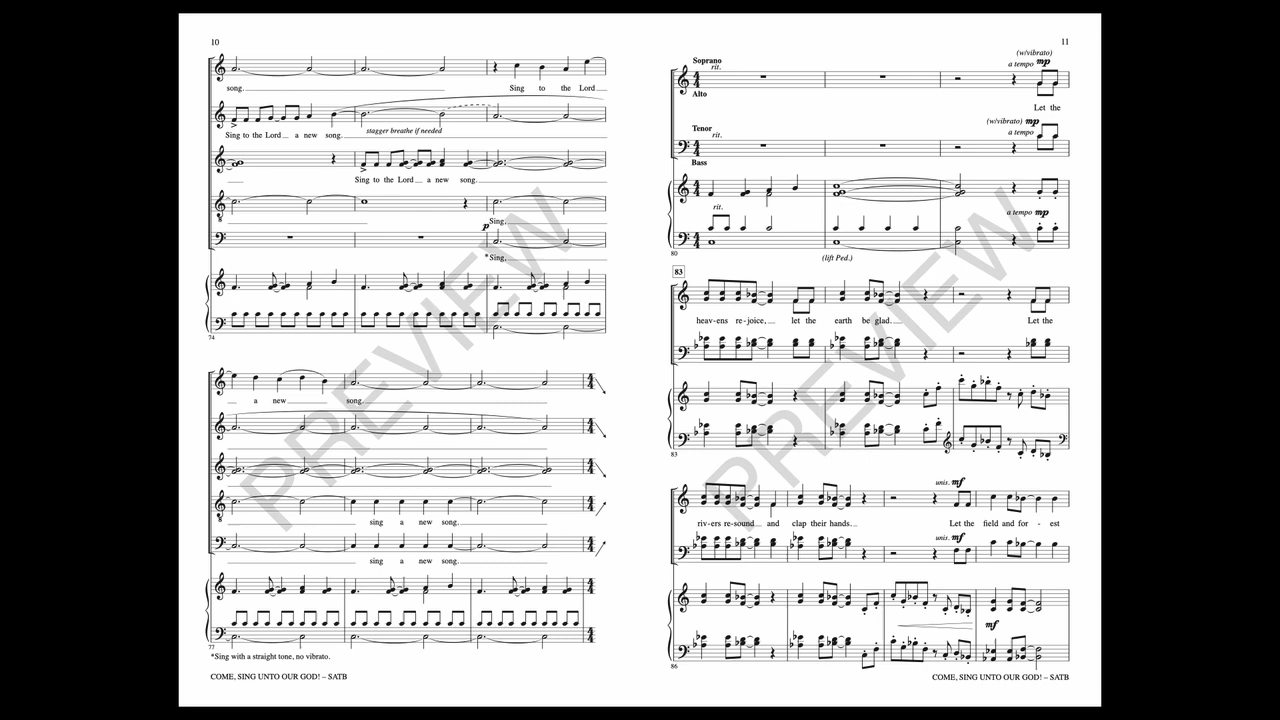 10
song.
Sing to the Lord
Sing to the Lord a new song.
stagger breathe if needed
Sing to the Lord a new song.
Sing,
p
*Sing,
74
a new song.
sing a new song.
sing a new song.
77
*Sing with a straight tone, no vibrato.
COME, SING UNTO OUR GOD! – SATB
PREVIEW
11
(w/vibrato)
Soprano
rit.
a tempo mp
Alto
Let the
Tenor
(w/vibrato) mp
rit.
a tempo
Bass
rit.
a tempo mp
80
(lift Ped.)
83
heav-ens re-joice, let the earth be glad. Let the
83
unis. mf
riv-ers re-sound and clap their hands. Let the field and for - est
unis. mf
mf
86
COME, SING UNTO OUR GOD! – SATB
PREVIEW